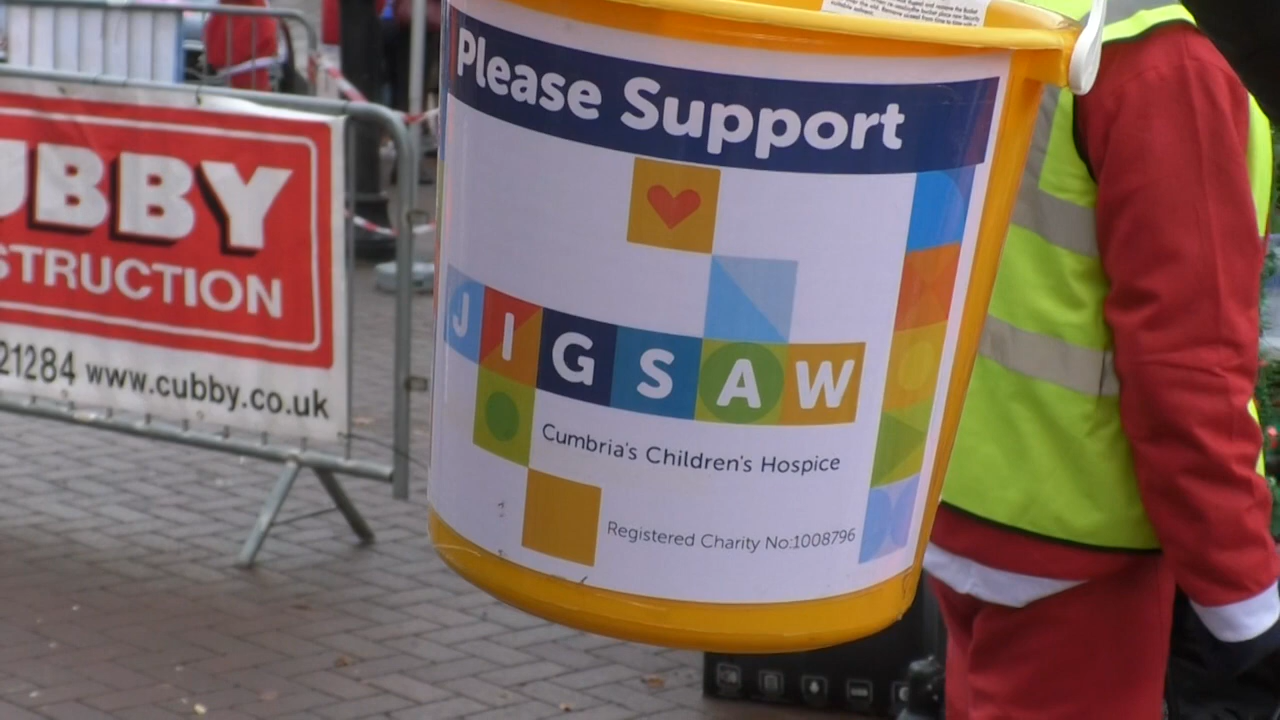 Please Support
JIGSAW
Cumbria's Children's Hospice
Registered Charity No:1008796
UBBY
STRUCTION
21284 www.cubby.co.uk